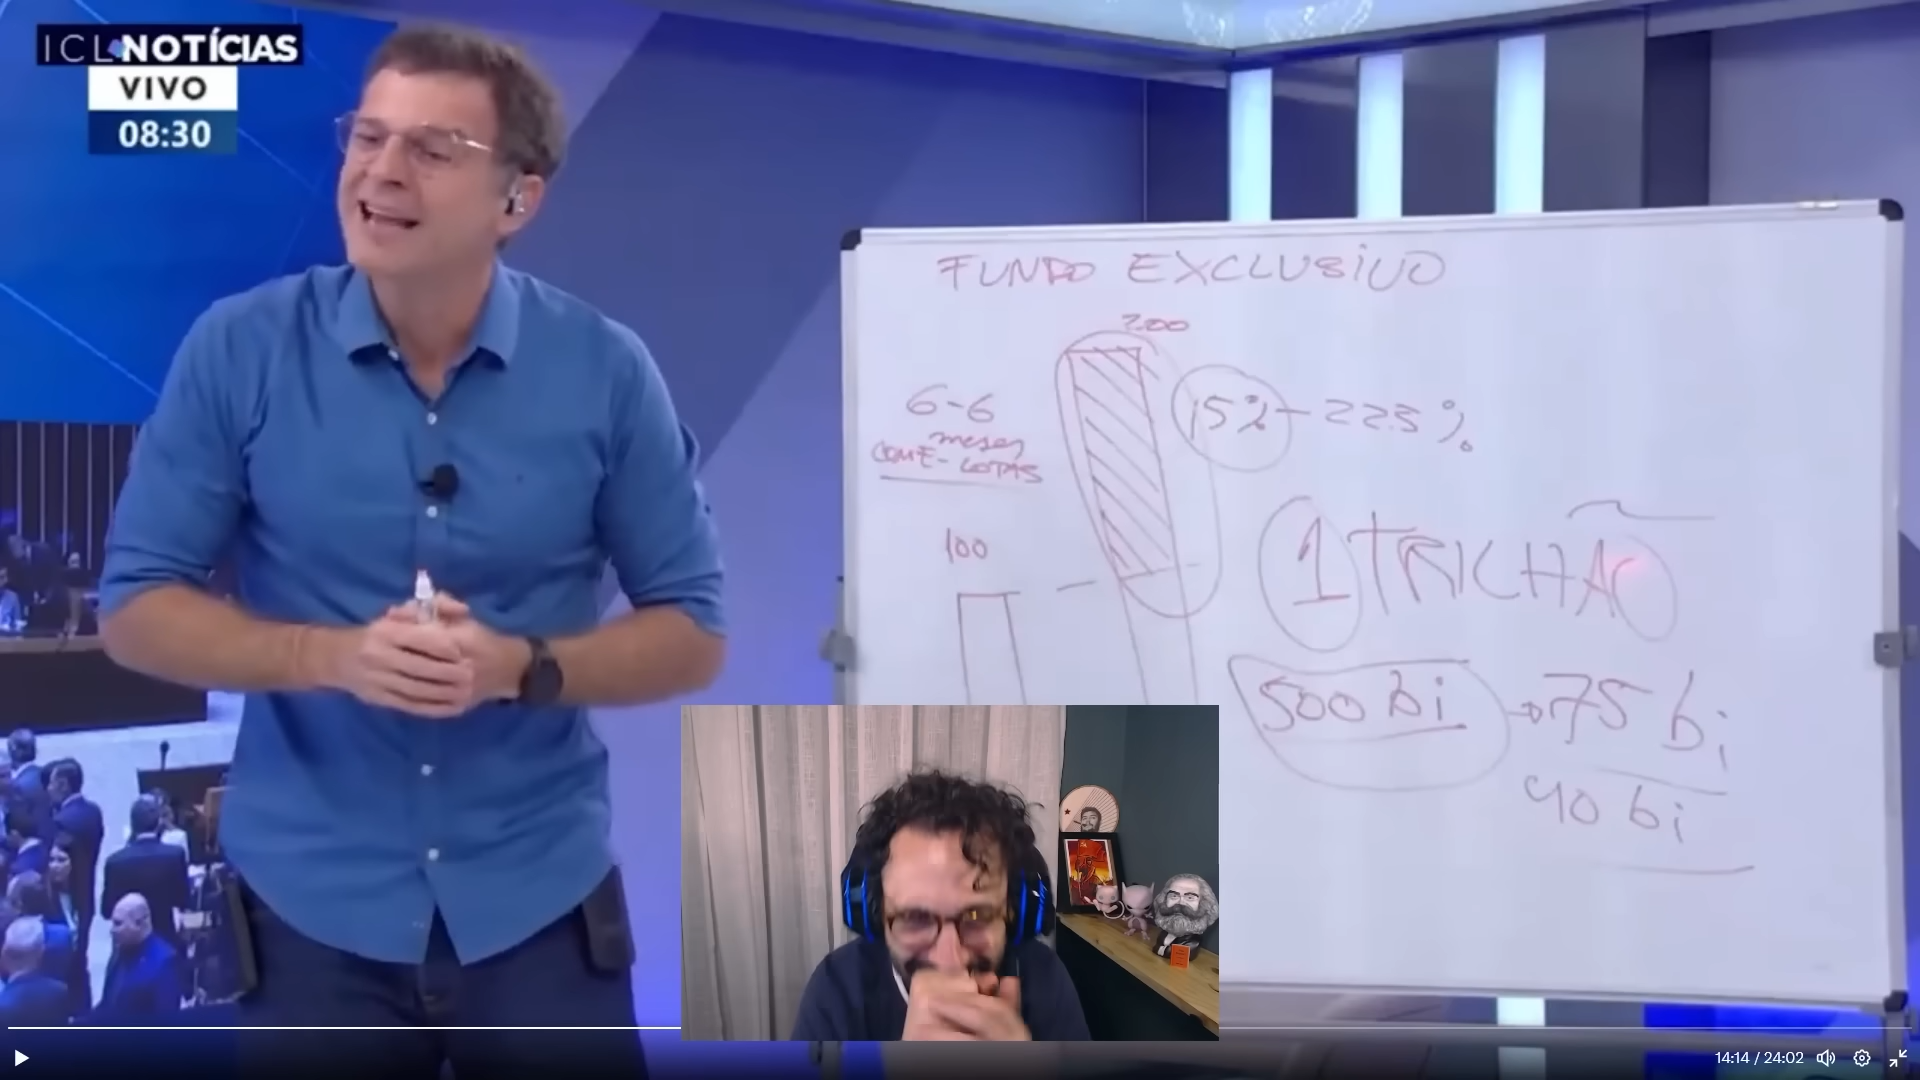 ICL NOTÍCIAS
VIVO
08:30
FUNDO EXCLUSIVO
200
6-6
meses
COME-COTAS
15% - 22.5%
100
1 TRILHÃO
500 bi → 75 bi
40 bi
14:14 / 24:02